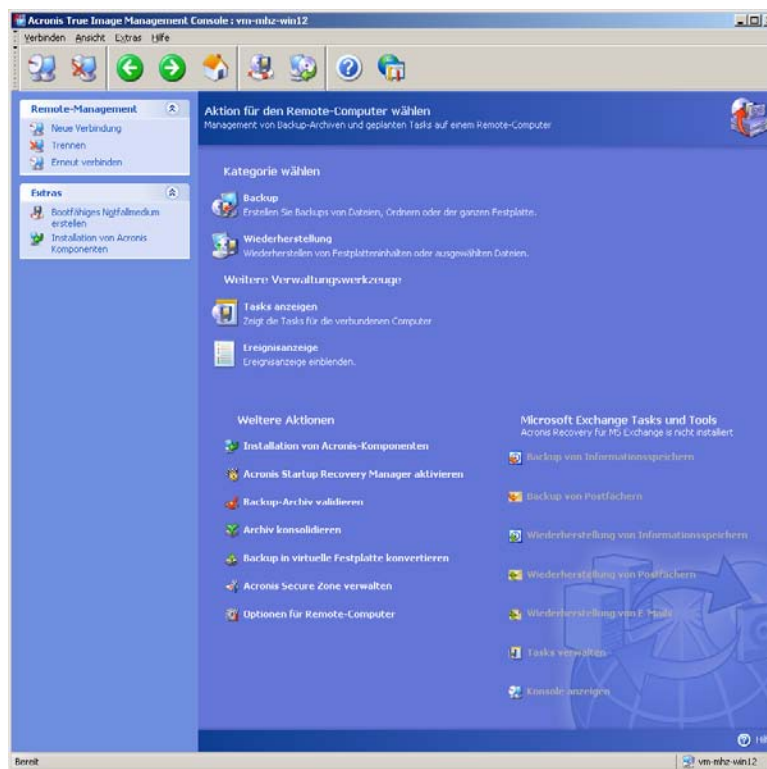 Acronis True Image Management Console : vm-mhz-win12
Verbinden Ansicht Extras Hilfe
Remote-Management
Neue Verbindung
Trennen
Erneut verbinden
Extras
Bootfähiges Notfallmedium
erstellen
Installation von Acronis
Komponenten
Aktion für den Remote-Computer wählen
Management von Backup-Archiven und geplanten Tasks auf einem Remote-Computer
Kategorie wählen
Backup
Erstellen Sie Backups von Dateien, Ordnern oder der ganzen Festplatte.
Wiederherstellung
Wiederherstellen von Festplatteninhalten oder ausgewählten Dateien.
Weitere Verwaltungswerkzeuge
Tasks anzeigen
Zeigt die Tasks für die verbundenen Computer
Ereignisanzeige
Ereignisanzeige einblenden.
Weitere Aktionen
Installation von Acronis-Komponenten
Acronis Startup Recovery Manager aktivieren
Backup-Archiv validieren
Archiv konsolidieren
Backup in virtuelle Festplatte konvertieren
Acronis Secure Zone verwalten
Optionen für Remote-Computer
Microsoft Exchange Tasks und Tools
Acronis Recovery für MS Exchange is nicht installiert
Backup von Informationsspeichern
Backup von Postfächern
Wiederherstellung von Informationsspeichern
Wiederherstellung von Postfächern
Wiederherstellung von E-Mails
Tasks verwalten
Konsole anzeigen
Bereit
vm-mhz-win12